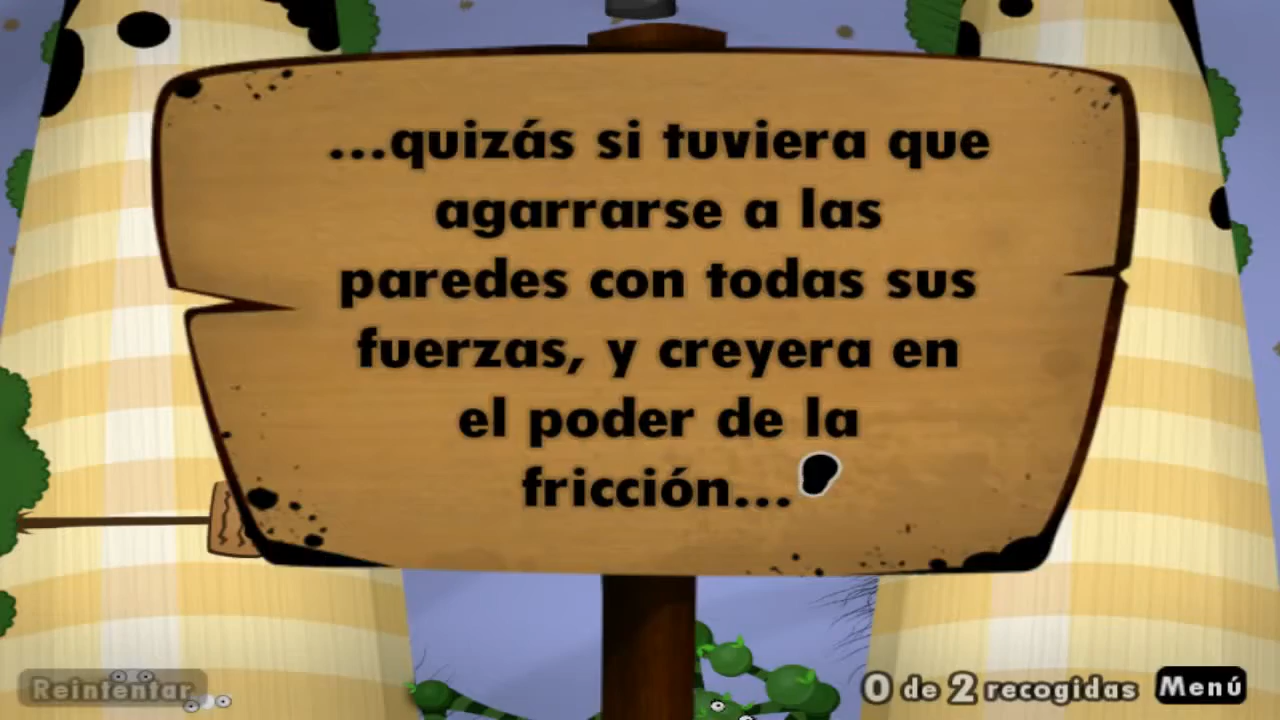 ...quizás si tuviera que
agarrarse a las
paredes con todas sus
fuerzas, y creyera en
el poder de la
fricción...
Reintentar
0 de 2 recogidas Menú